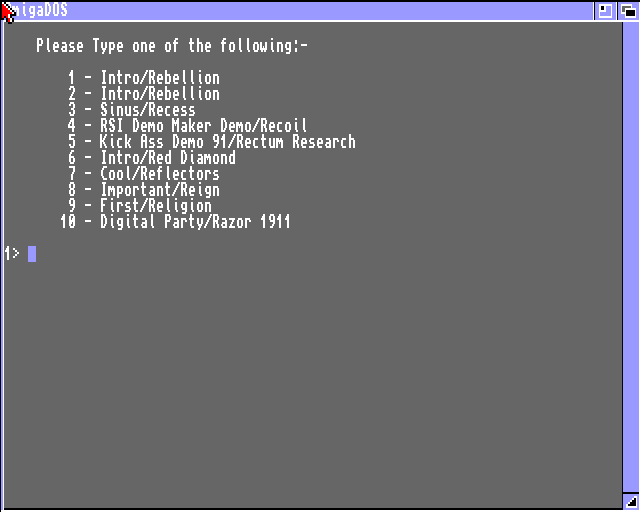 AmigaDOS
Please Type one of the following:-
1 - Intro/Rebellion
2 - Intro/Rebellion
3 - Sinus/Recess
4 - RSI Demo Maker Demo/Recoil
5 - Kick Ass Demo 91/Rectum Research
6 - Intro/Red Diamond
7 - Cool/Reflectors
8 - Important/Reign
9 - First/Religion
10 - Digital Party/Razor 1911
1>